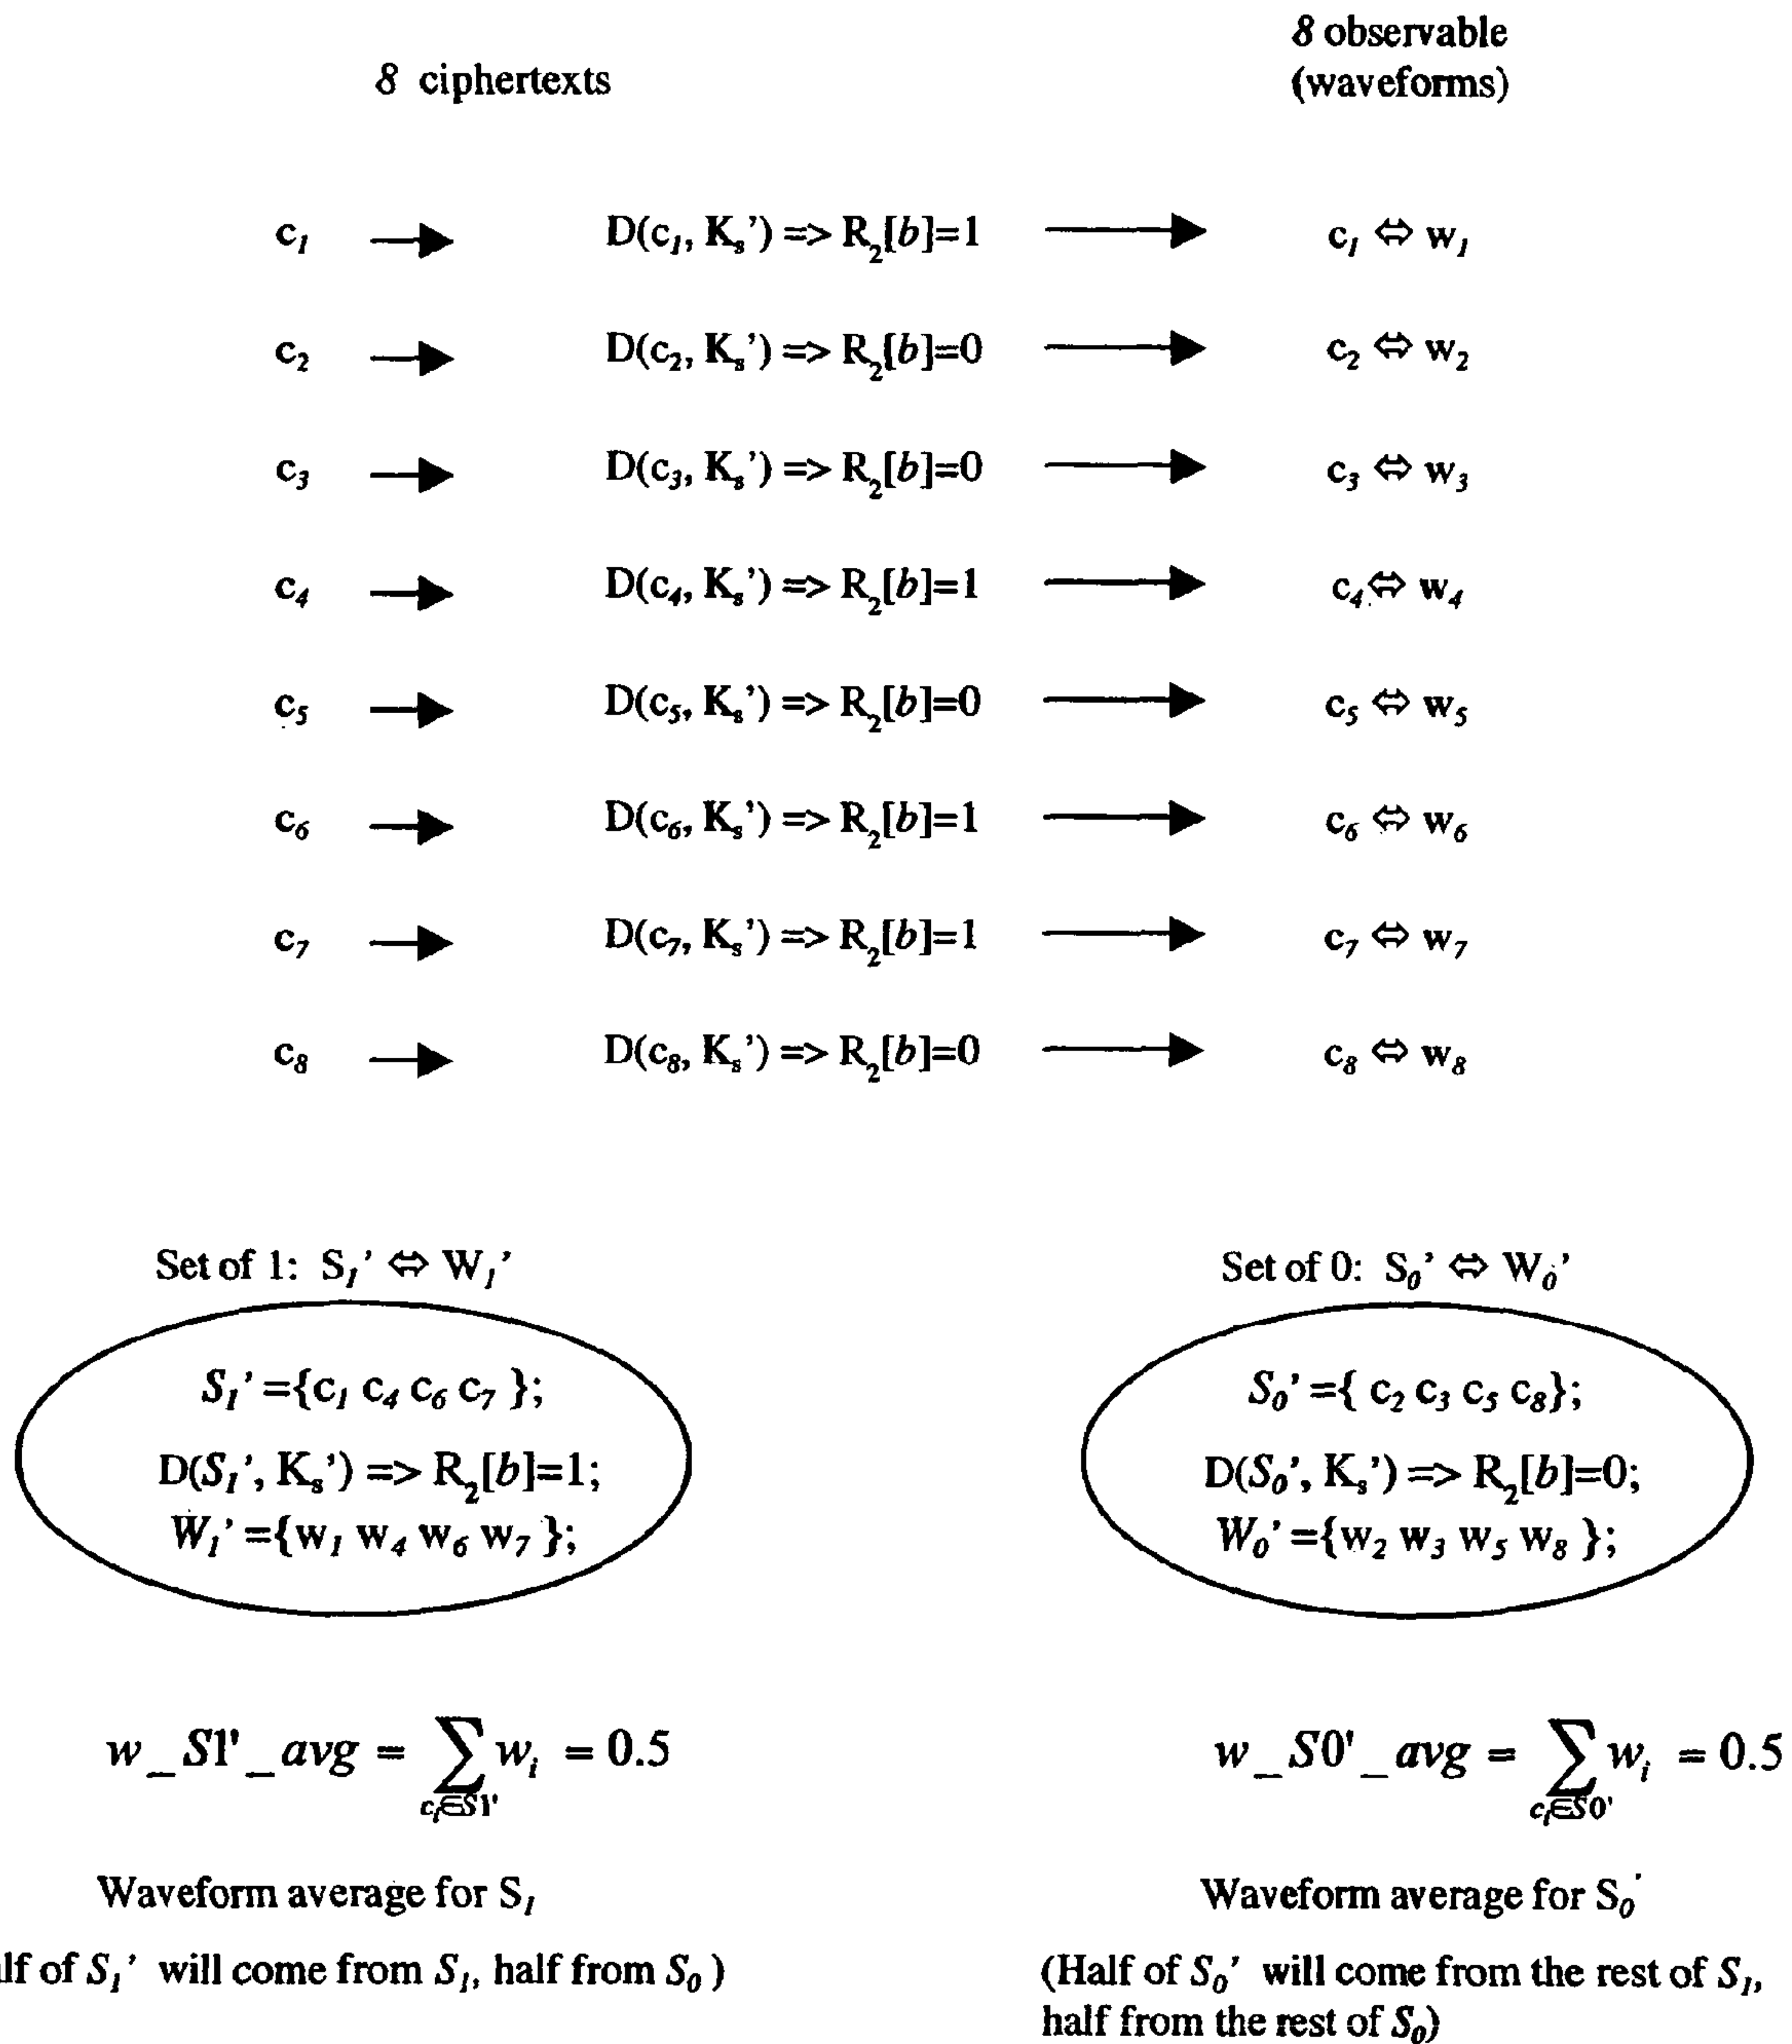 8 ciphertexts
8 observable
(waveforms)
c₁ → D(c₁, Kₛ’) => R₂[b]=1 → c₁ ⇔ w₁
c₂ → D(c₂, Kₛ’) => R₂[b]=0 → c₂ ⇔ w₂
c₃ → D(c₃, Kₛ’) => R₂[b]=0 → c₃ ⇔ w₃
c₄ → D(c₄, Kₛ’) => R₂[b]=1 → c₄ ⇔ w₄
c₅ → D(c₅, Kₛ’) => R₂[b]=0 → c₅ ⇔ w₅
c₆ → D(c₆, Kₛ’) => R₂[b]=1 → c₆ ⇔ w₆
c₇ → D(c₇, Kₛ’) => R₂[b]=1 → c₇ ⇔ w₇
c₈ → D(c₈, Kₛ’) => R₂[b]=0 → c₈ ⇔ w₈
Set of 1: S₁’ ⇔ W₁’
S₁’ ={c₁ c₄ c₆ c₇ };
D(S₁’, Kₛ’) => R₂[b]=1;
W₁’ ={w₁ w₄ w₆ w₇ };
w_S1'_avg = ∑ wᵢ = 0.5
cᵢ∈S1'
Waveform average for S₁
lf of S₁’ will come from S₁, half from S₀ )
Set of 0: S₀’ ⇔ W₀’
S₀’ ={ c₂ c₃ c₅ c₈};
D(S₀’, Kₛ’) => R₂[b]=0;
W₀’ ={w₂ w₃ w₅ w₈ };
w_S0'_avg = ∑ wᵢ = 0.5
cᵢ∈S0'
Waveform average for S₀'
(Half of S₀’ will come from the rest of S₁,
half from the rest of S₀)